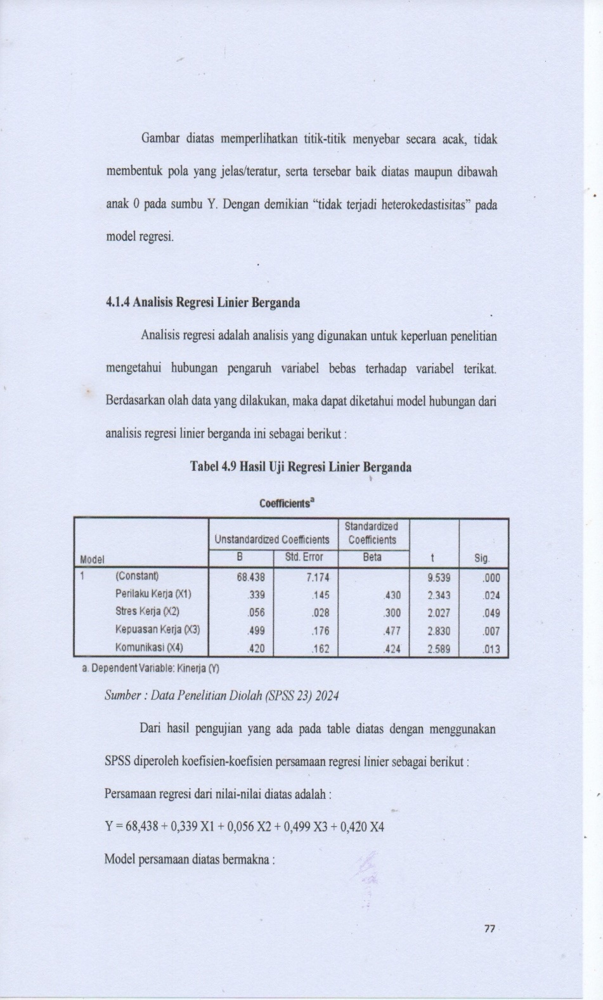 Gambar diatas memperlihatkan titik-titik menyebar secara acak, tidak
membentuk pola yang jelas/teratur, serta tersebar baik diatas maupun dibawah
anak 0 pada sumbu Y. Dengan demikian “tidak terjadi heterokedastisitas” pada
model regresi.
4.1.4 Analisis Regresi Linier Berganda
Analisis regresi adalah analisis yang digunakan untuk keperluan penelitian
mengetahui hubungan pengaruh variabel bebas terhadap variabel terikat.
Berdasarkan olah data yang dilakukan, maka dapat diketahui model hubungan dari
analisis regresi linier berganda ini sebagai berikut :
Tabel 4.9 Hasil Uji Regresi Linier Berganda
Coefficientsª
Model Unstandardized Coefficients Standardized Coefficients t Sig.
B Std. Error Beta
1 (Constant) 68.438 7.174 9.539 .000
Perilaku Kerja (X1) .339 .145 .430 2.343 .024
Stres Kerja (X2) .056 .028 .300 2.027 .049
Kepuasan Kerja (X3) .499 .176 .477 2.830 .007
Komunikasi (X4) .420 .162 .424 2.589 .013
a. Dependent Variable: Kinerja (Y)
Sumber : Data Penelitian Diolah (SPSS 23) 2024
Dari hasil pengujian yang ada pada table diatas dengan menggunakan
SPSS diperoleh koefisien-koefisien persamaan regresi linier sebagai berikut :
Persamaan regresi dari nilai-nilai diatas adalah :
Y = 68,438 + 0,339 X1 + 0,056 X2 + 0,499 X3 + 0,420 X4
Model persamaan diatas bermakna :
77